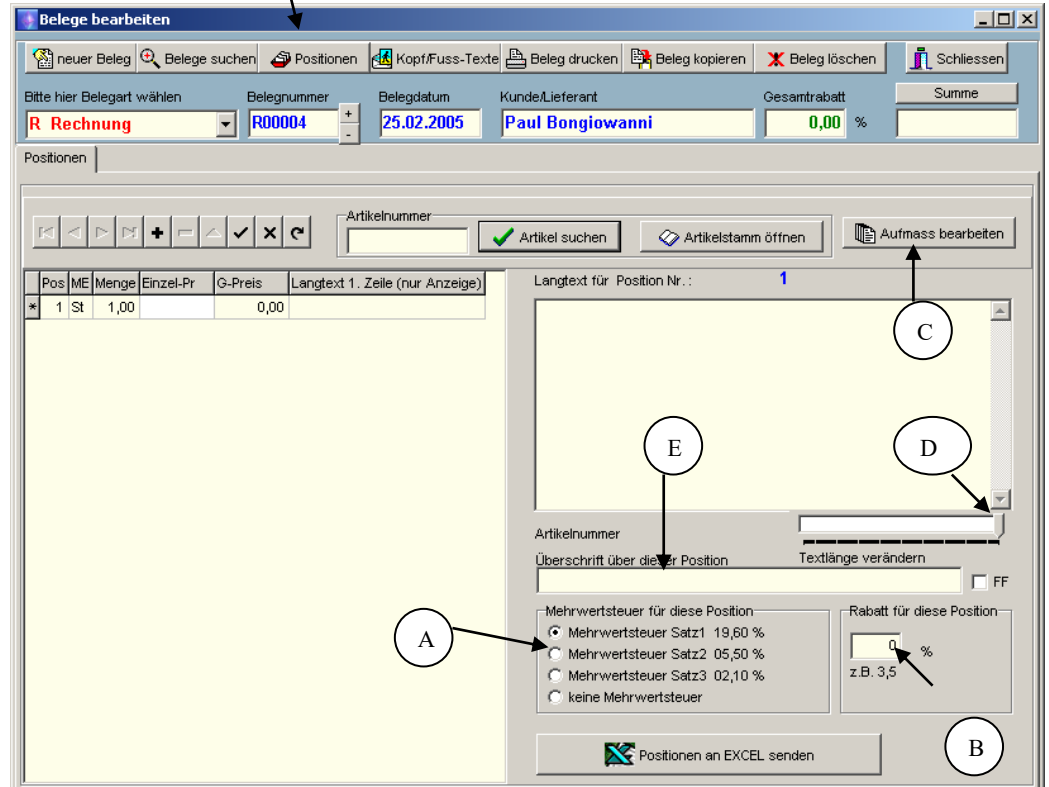 Belege bearbeiten
neuer Beleg Belege suchen Positionen Kopf/Fuss-Texte Beleg drucken Beleg kopieren Beleg löschen Schliessen
Bitte hier Belegart wählen Belegnummer Belegdatum Kunde/Lieferant Gesamtrabatt Summe
R Rechnung R00004 + - 25.02.2005 Paul Bongiowanni 0,00 %
Positionen
Artikelnummer
Artikel suchen Artikelstamm öffnen Aufmass bearbeiten
Pos ME Menge Einzel-Pr G-Preis Langtext 1. Zeile (nur Anzeige)
* 1 St 1,00 0,00
Langtext für Position Nr.: 1
C
E D
Artikelnummer
Überschrift über dieser Position Textlänge verändern
FF
Mehrwertsteuer für diese Position Rabatt für diese Position
A
Mehrwertsteuer Satz1 19,60 %
Mehrwertsteuer Satz2 05,50 %
Mehrwertsteuer Satz3 02,10 %
keine Mehrwertsteuer
0 %
z.B. 3,5
B
Positionen an EXCEL senden